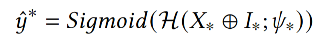 ŷ* = Sigmoid(ℋ(X* ⊕ I*; ψ*))